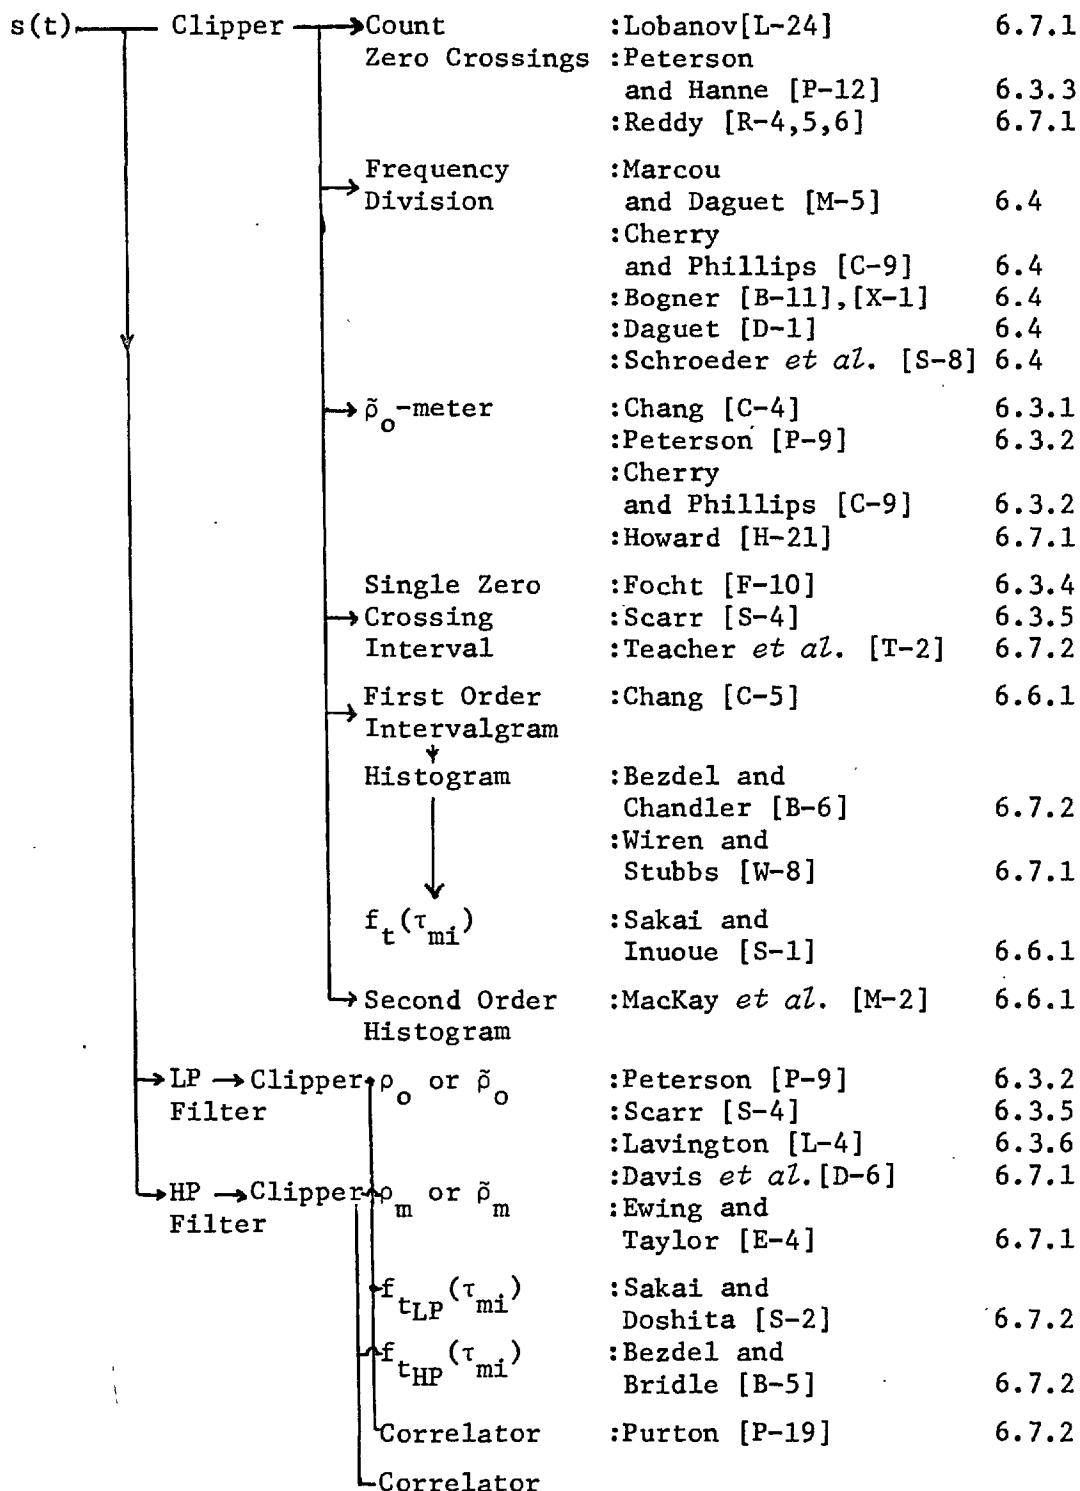 s(t) Clipper Count :Lobanov[L-24] 6.7.1
Zero Crossings :Peterson
and Hanne [P-12] 6.3.3
:Reddy [R-4,5,6] 6.7.1
Frequency :Marcou
Division and Daguet [M-5] 6.4
:Cherry
and Phillips [C-9] 6.4
:Bogner [B-11],[X-1] 6.4
:Daguet [D-1] 6.4
:Schroeder et al. [S-8] 6.4
ρ̃o-meter :Chang [C-4] 6.3.1
:Peterson [P-9] 6.3.2
:Cherry
and Phillips [C-9] 6.3.2
:Howard [H-21] 6.7.1
Single Zero :Focht [F-10] 6.3.4
Crossing :Scarr [S-4] 6.3.5
Interval :Teacher et al. [T-2] 6.7.2
First Order :Chang [C-5] 6.6.1
Intervalgram
Histogram :Bezdel and
Chandler [B-6] 6.7.2
:Wiren and
Stubbs [W-8] 6.7.1
ft(τmi) :Sakai and
Inuoue [S-1] 6.6.1
Second Order :MacKay et al. [M-2] 6.6.1
Histogram
LP Clipper ρo or ρ̃o :Peterson [P-9] 6.3.2
Filter :Scarr [S-4] 6.3.5
:Lavington [L-4] 6.3.6
:Davis et al.[D-6] 6.7.1
HP Clipper ρm or ρ̃m :Ewing and
Filter Taylor [E-4] 6.7.1
ftLP(τmi) :Sakai and
Doshita [S-2] 6.7.2
ftHP(τmi) :Bezdel and
Bridle [B-5] 6.7.2
Correlator :Purton [P-19] 6.7.2
Correlator